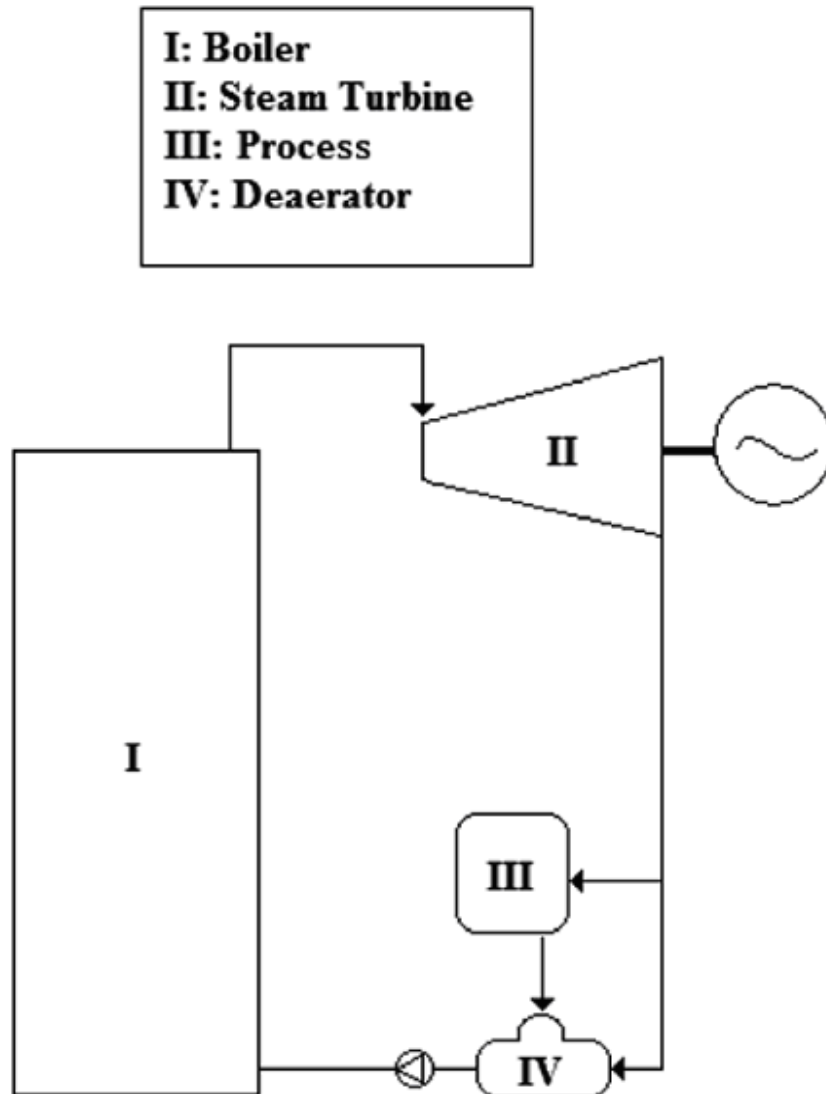 I: Boiler
II: Steam Turbine
III: Process
IV: Deaerator
II
I
III
IV